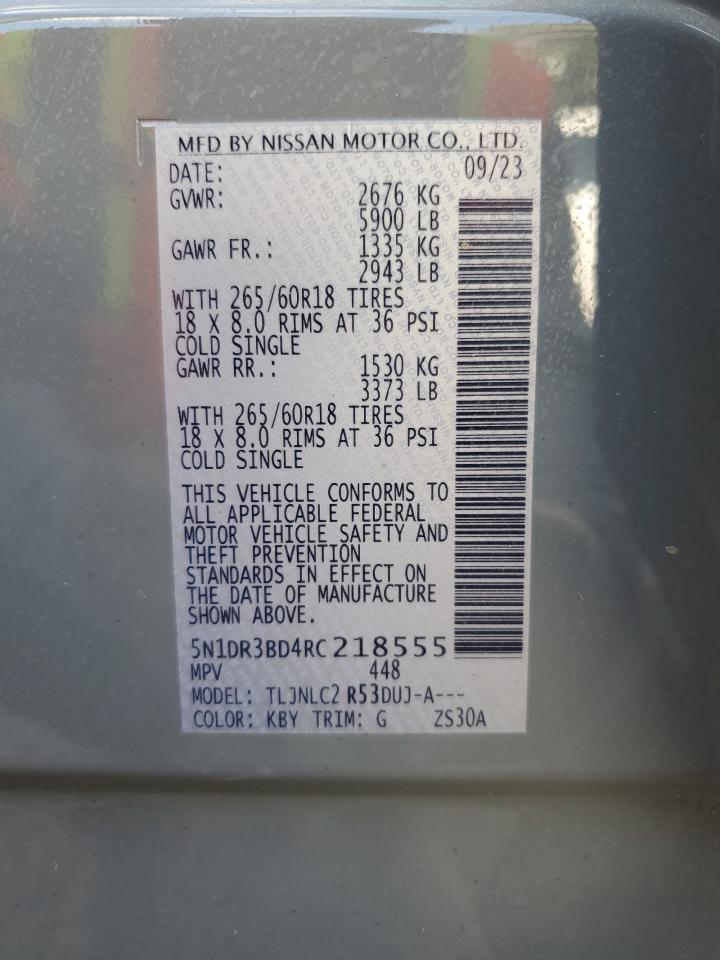 MFD BY NISSAN MOTOR CO., LTD.
DATE: 09/23
GVWR: 2676 KG
5900 LB
GAWR FR.: 1335 KG
2943 LB
WITH 265/60R18 TIRES
18 X 8.0 RIMS AT 36 PSI
COLD SINGLE
GAWR RR.: 1530 KG
3373 LB
WITH 265/60R18 TIRES
18 X 8.0 RIMS AT 36 PSI
COLD SINGLE
THIS VEHICLE CONFORMS TO
ALL APPLICABLE FEDERAL
MOTOR VEHICLE SAFETY AND
THEFT PREVENTION
STANDARDS IN EFFECT ON
THE DATE OF MANUFACTURE
SHOWN ABOVE.
5N1DR3BD4RC218555
MPV 448
MODEL: TLJNLC2 R53DUJ-A---
COLOR: KBY TRIM: G ZS30A